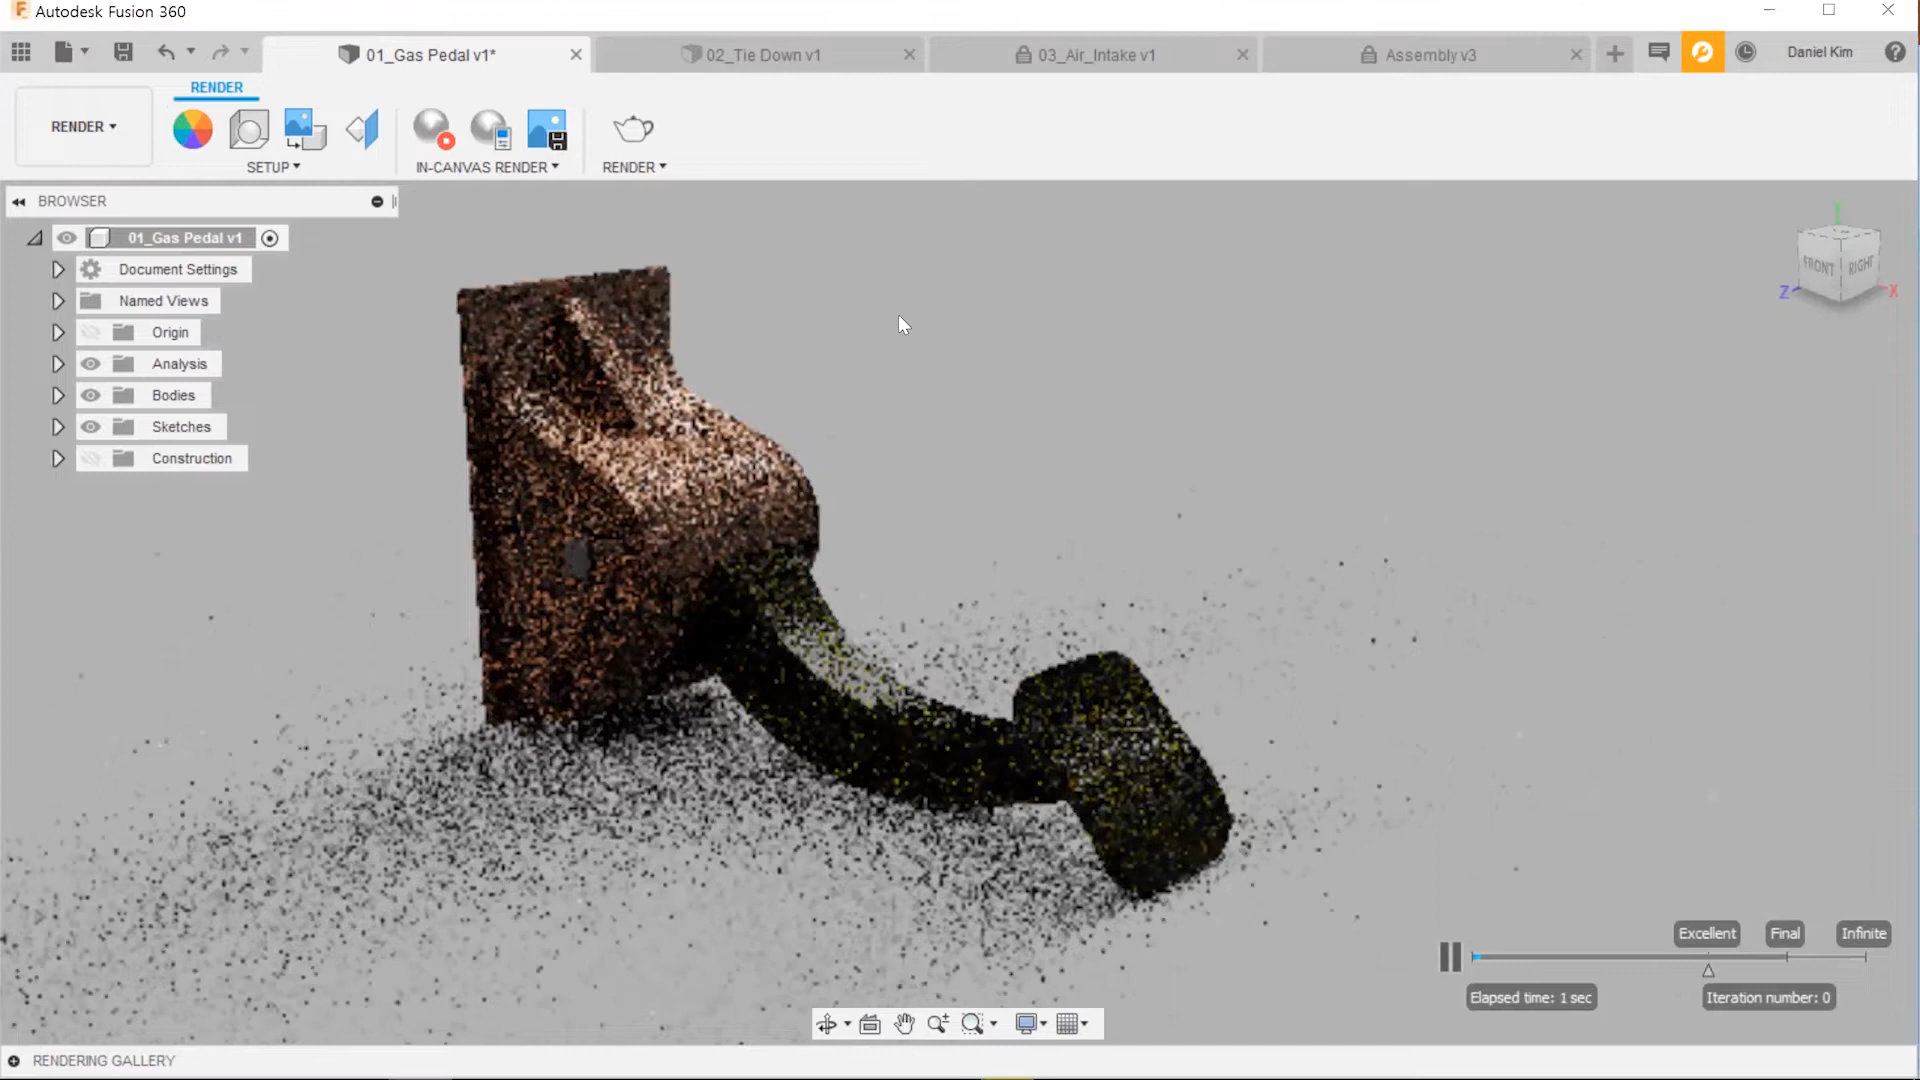 Autodesk Fusion 360
01_Gas Pedal v1*
02_Tie Down v1
03_Air_Intake v1
Assembly v3
Daniel Kim
RENDER
RENDER
SETUP
IN-CANVAS RENDER
RENDER
BROWSER
01_Gas Pedal v1
Document Settings
Named Views
Origin
Analysis
Bodies
Sketches
Construction
Y
FRONT
RIGHT
Z
X
Excellent
Final
Infinite
Elapsed time: 1 sec
Iteration number: 0
RENDERING GALLERY